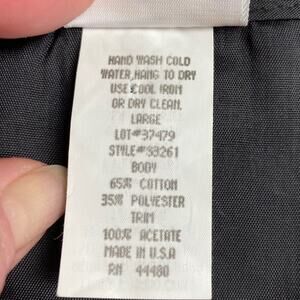 HAND WASH COLD
WATER,HANG TO DRY
USE COOL IRON
OR DRY CLEAN.
LARGE
LOT#37479
STYLE#33261
BODY
65% COTTON
35% POLYESTER
TRIM
100% ACETATE
MADE IN U.S.A
RN 44480